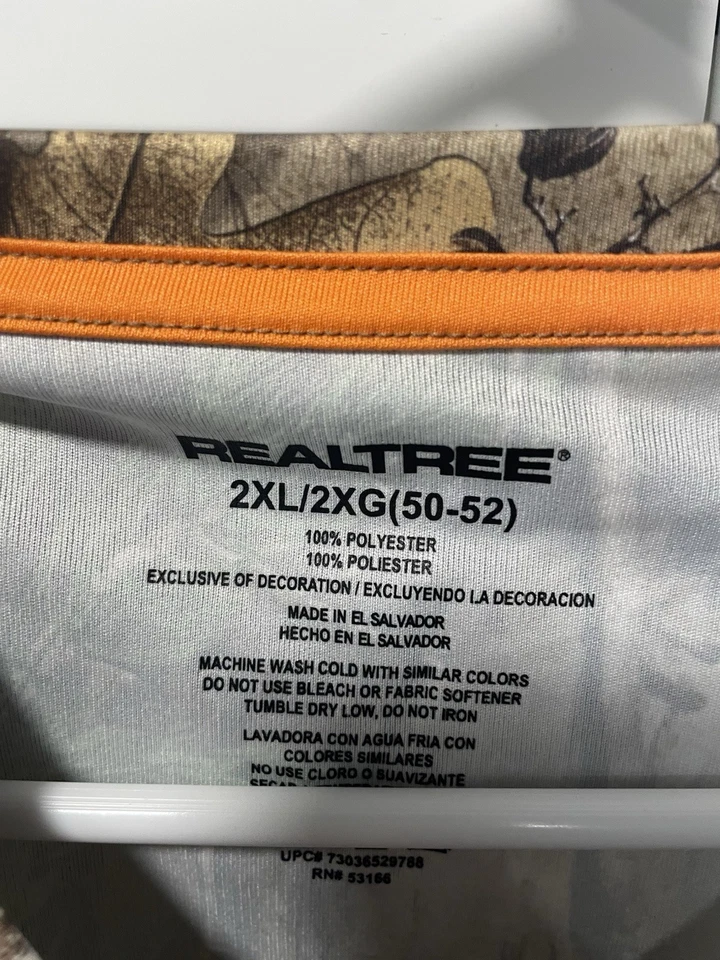 REALTREE®
2XL/2XG(50-52)
100% POLYESTER
100% POLIESTER
EXCLUSIVE OF DECORATION / EXCLUYENDO LA DECORACION
MADE IN EL SALVADOR
HECHO EN EL SALVADOR
MACHINE WASH COLD WITH SIMILAR COLORS
DO NOT USE BLEACH OR FABRIC SOFTENER
TUMBLE DRY LOW, DO NOT IRON
LAVADORA CON AGUA FRIA CON
COLORES SIMILARES
NO USE CLORO O SUAVIZANTE
UPC# 73036529788
RN# 53166